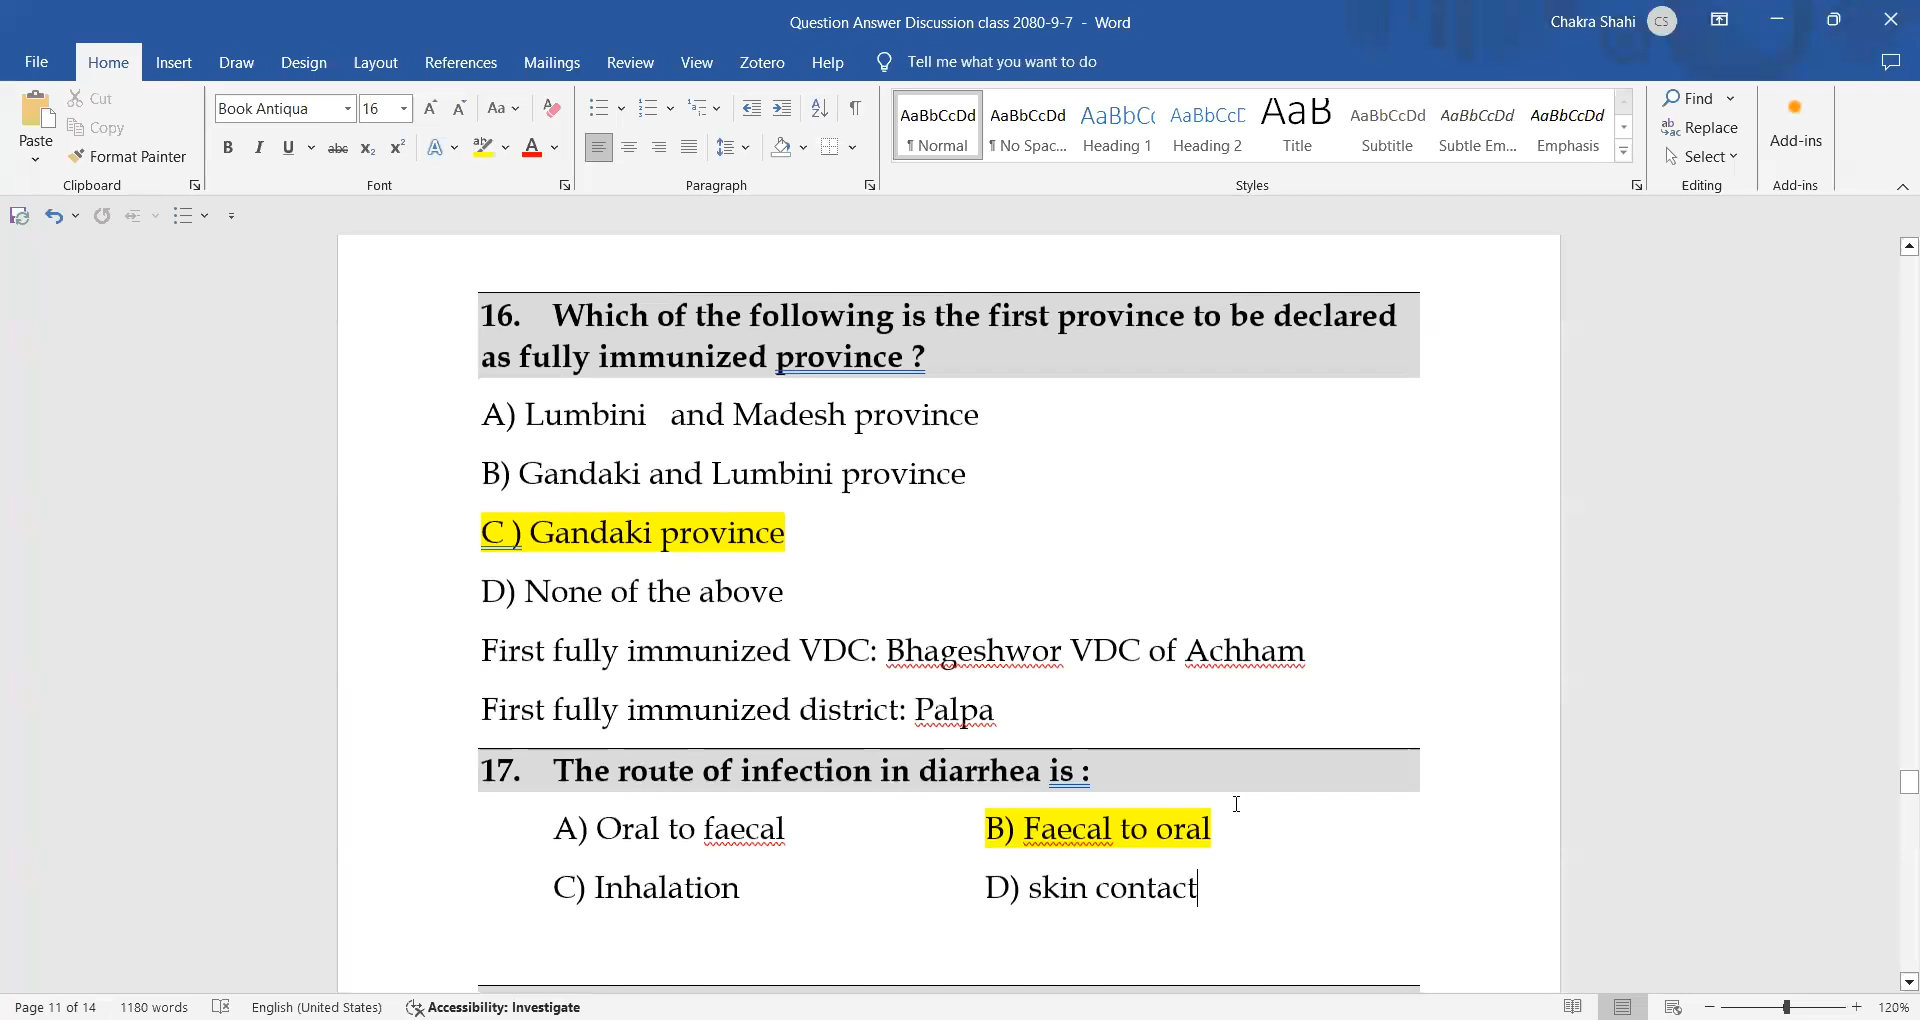 Question Answer Discussion class 2080-9-7 - Word
Chakra Shahi CS
File Home Insert Draw Design Layout References Mailings Review View Zotero Help Tell me what you want to do
Paste Cut Copy Format Painter
Book Antiqua 16 Aa
B I U abc x₂ x² A ab A
AaBbCcDd AaBbCcDd AaBbCc AaBbCcD AaB AaBbCcDd AaBbCcDd AaBbCcDd
¶ Normal ¶ No Spac... Heading 1 Heading 2 Title Subtitle Subtle Em... Emphasis
Find
Replace
Select
Add-ins
Clipboard Font Paragraph Styles Editing Add-ins
16. Which of the following is the first province to be declared
as fully immunized province ?
A) Lumbini and Madesh province
B) Gandaki and Lumbini province
C ) Gandaki province
D) None of the above
First fully immunized VDC: Bhageshwor VDC of Achham
First fully immunized district: Palpa
17. The route of infection in diarrhea is :
A) Oral to faecal B) Faecal to oral
C) Inhalation D) skin contact
Page 11 of 14 1180 words English (United States) Accessibility: Investigate 120%